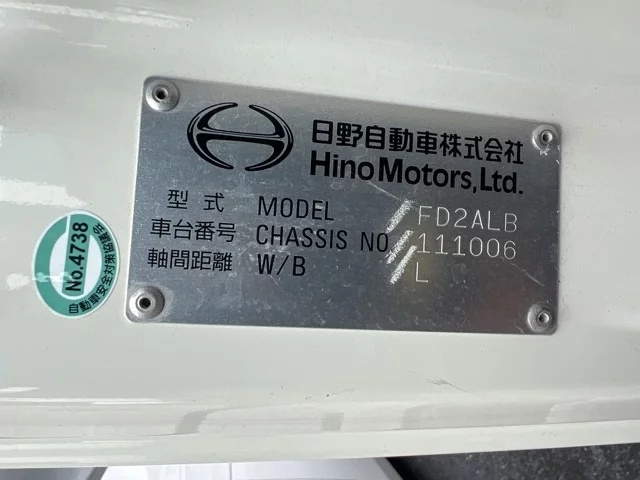 日野自動車株式会社
Hino Motors, Ltd.
型式 MODEL FD2ALB
車台番号 CHASSIS NO. 111006
軸間距離 W/B L
No.4738